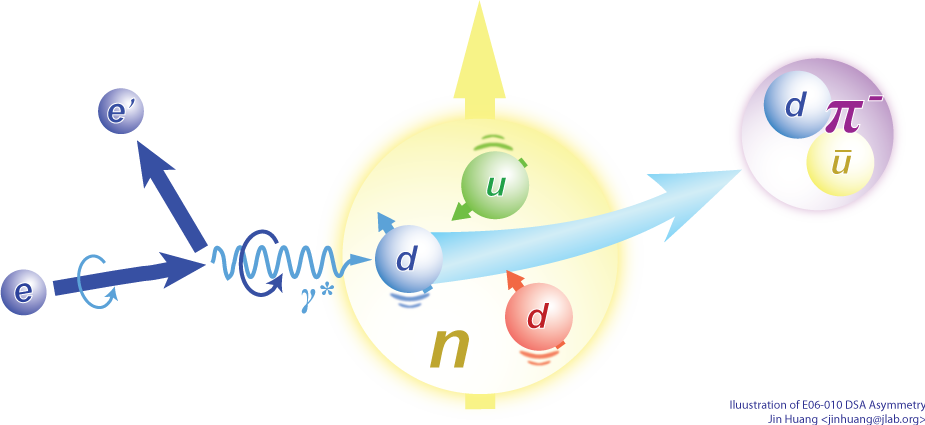 e'
e
γ*
u
d
d
n
d
π-
ū
Iluustration of E06-010 DSA Asymmetry
Jin Huang <jinhuang@jlab.org>